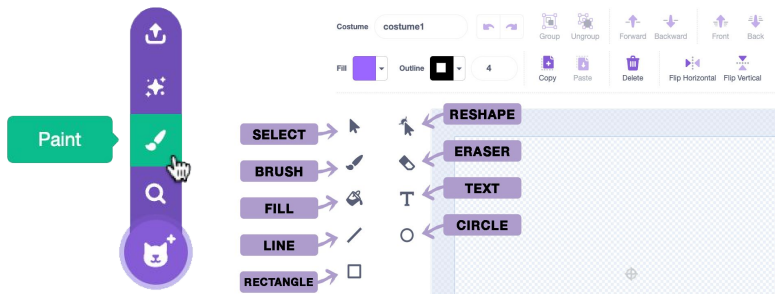 Paint
Costume costume1
Group Ungroup Forward Backward Front Back
Fill Outline 4
Copy Paste Delete Flip Horizontal Flip Vertical
SELECT RESHAPE
BRUSH ERASER
FILL TEXT
T
LINE CIRCLE
RECTANGLE